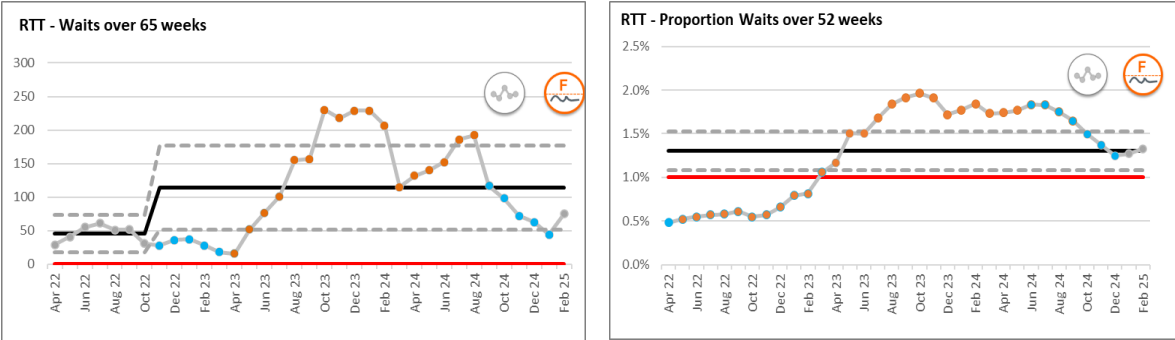 RTT - Waits over 65 weeks
300
250
200
150
100
50
0
F
Apr 22
Jun 22
Aug 22
Oct 22
Dec 22
Feb 23
Apr 23
Jun 23
Aug 23
Oct 23
Dec 23
Feb 24
Apr 24
Jun 24
Aug 24
Oct 24
Dec 24
Feb 25
RTT - Proportion Waits over 52 weeks
2.5%
2.0%
1.5%
1.0%
0.5%
0.0%
F
Apr 22
Jun 22
Aug 22
Oct 22
Dec 22
Feb 23
Apr 23
Jun 23
Aug 23
Oct 23
Dec 23
Feb 24
Apr 24
Jun 24
Aug 24
Oct 24
Dec 24
Feb 25